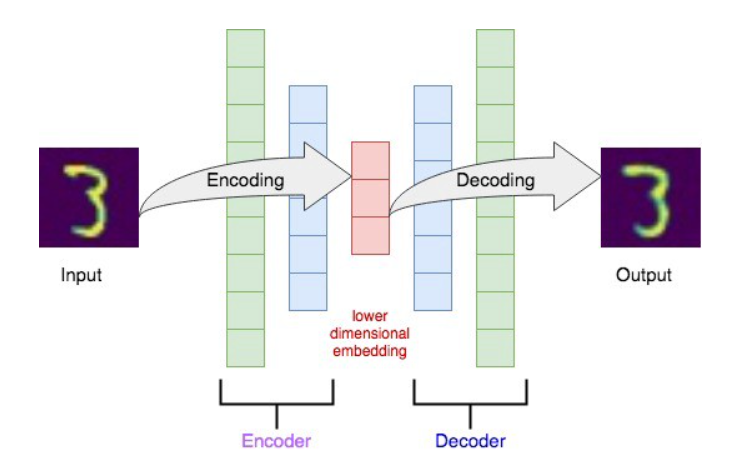 Encoding
Decoding
Input
Output
lower
dimensional
embedding
Encoder
Decoder